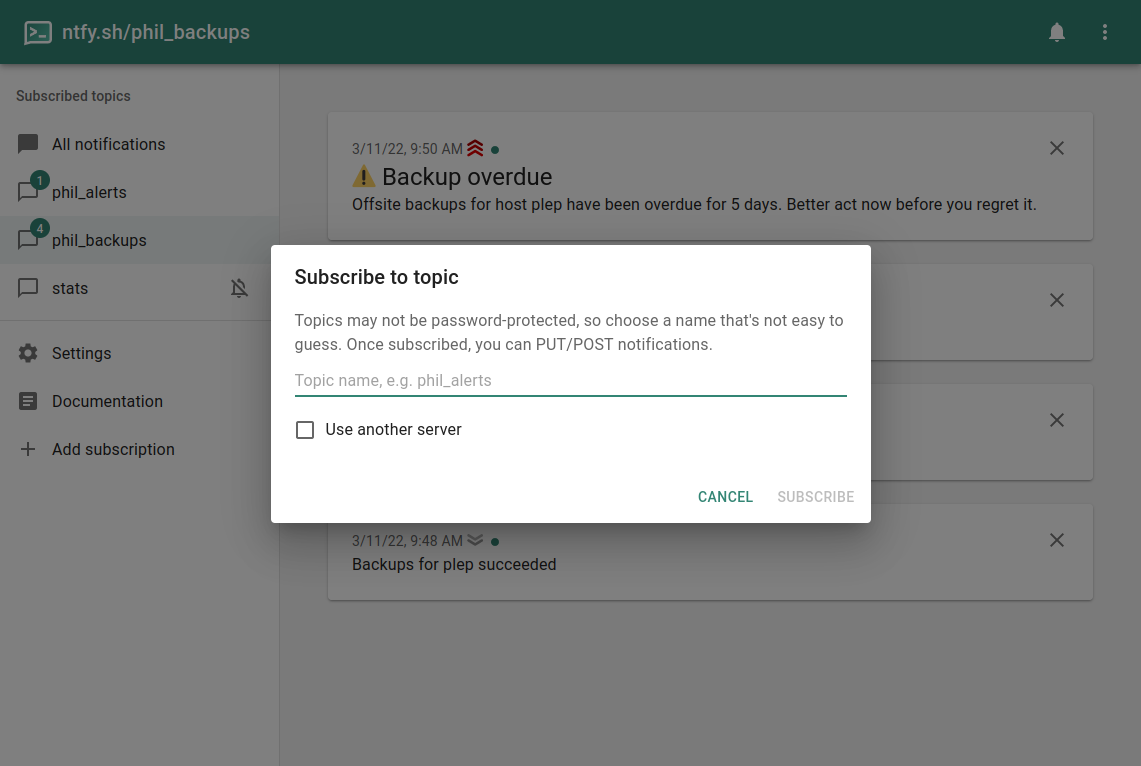 ntfy.sh/phil_backups
Subscribed topics
All notifications
1
phil_alerts
4
phil_backups
stats
Settings
Documentation
Add subscription
3/11/22, 9:50 AM
Backup overdue
Offsite backups for host plep have been overdue for 5 days. Better act now before you regret it.
Subscribe to topic
Topics may not be password-protected, so choose a name that's not easy to
guess. Once subscribed, you can PUT/POST notifications.
Topic name, e.g. phil_alerts
Use another server
CANCEL
SUBSCRIBE
3/11/22, 9:48 AM
Backups for plep succeeded